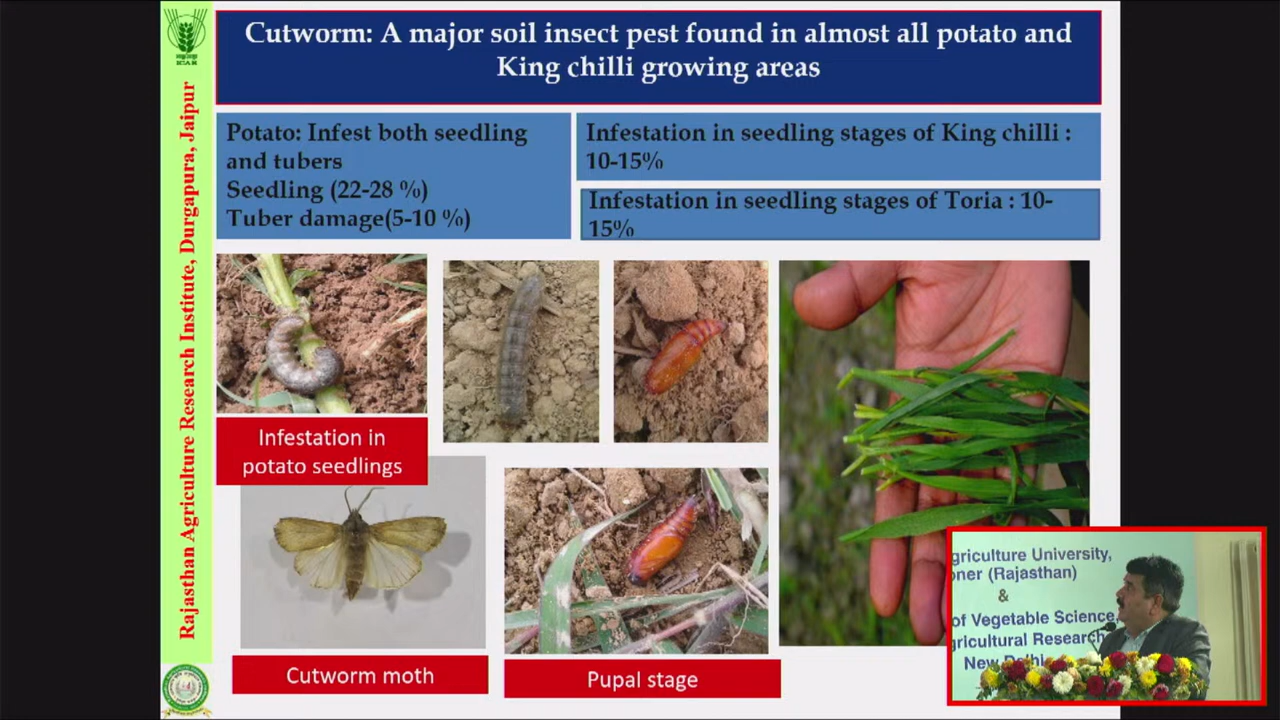 Cutworm: A major soil insect pest found in almost all potato and
King chilli growing areas
Rajasthan Agriculture Research Institute, Durgapura, Jaipur
ICAR
Potato: Infest both seedling
and tubers
Seedling (22-28 %)
Tuber damage(5-10 %)
Infestation in seedling stages of King chilli :
10-15%
Infestation in seedling stages of Toria : 10-
15%
Infestation in
potato seedlings
Cutworm moth
Pupal stage
griculture University,
ner (Rajasthan)
&
of Vegetable Science,
gricultural Research
New Delhi